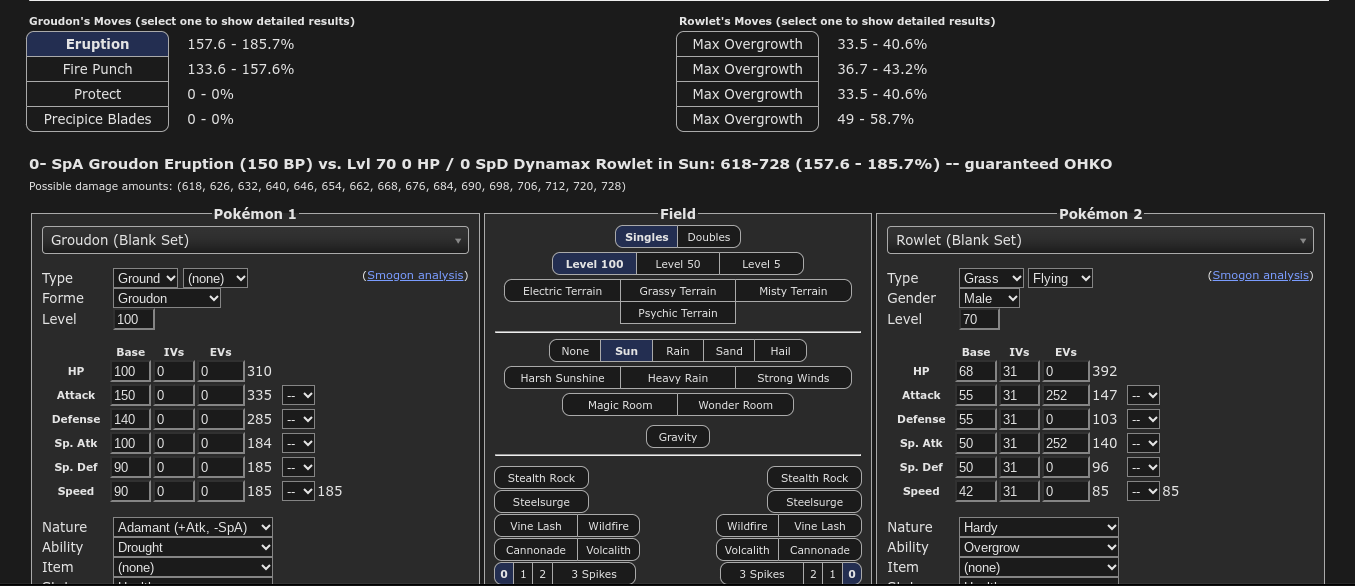 Groudon's Moves (select one to show detailed results)
Rowlet's Moves (select one to show detailed results)
Eruption 157.6 - 185.7%
Max Overgrowth 33.5 - 40.6%
Fire Punch 133.6 - 157.6%
Max Overgrowth 36.7 - 43.2%
Protect 0 - 0%
Max Overgrowth 33.5 - 40.6%
Precipice Blades 0 - 0%
Max Overgrowth 49 - 58.7%
0- SpA Groudon Eruption (150 BP) vs. Lvl 70 0 HP / 0 SpD Dynamax Rowlet in Sun: 618-728 (157.6 - 185.7%) -- guaranteed OHKO
Possible damage amounts: (618, 626, 632, 640, 646, 654, 662, 668, 676, 684, 690, 698, 706, 712, 720, 728)
Pokémon 1
Groudon (Blank Set)
Type Ground (none) (Smogon analysis)
Forme Groudon
Level 100
Base IVs EVs
HP 100 0 0 310
Attack 150 0 0 335 --
Defense 140 0 0 285 --
Sp. Atk 100 0 0 184 --
Sp. Def 90 0 0 185 --
Speed 90 0 0 185 -- 185
Nature Adamant (+Atk, -SpA)
Ability Drought
Item (none)
Field
Singles Doubles
Level 100 Level 50 Level 5
Electric Terrain Grassy Terrain Misty Terrain
Psychic Terrain
None Sun Rain Sand Hail
Harsh Sunshine Heavy Rain Strong Winds
Magic Room Wonder Room
Gravity
Stealth Rock Stealth Rock
Steelsurge Steelsurge
Vine Lash Wildfire Wildfire Vine Lash
Cannonade Volcalith Volcalith Cannonade
0 1 2 3 Spikes 3 Spikes 2 1 0
Pokémon 2
Rowlet (Blank Set)
Type Grass Flying (Smogon analysis)
Gender Male
Level 70
Base IVs EVs
HP 68 31 0 392
Attack 55 31 252 147 --
Defense 55 31 0 103 --
Sp. Atk 50 31 252 140 --
Sp. Def 50 31 0 96 --
Speed 42 31 0 85 -- 85
Nature Hardy
Ability Overgrow
Item (none)